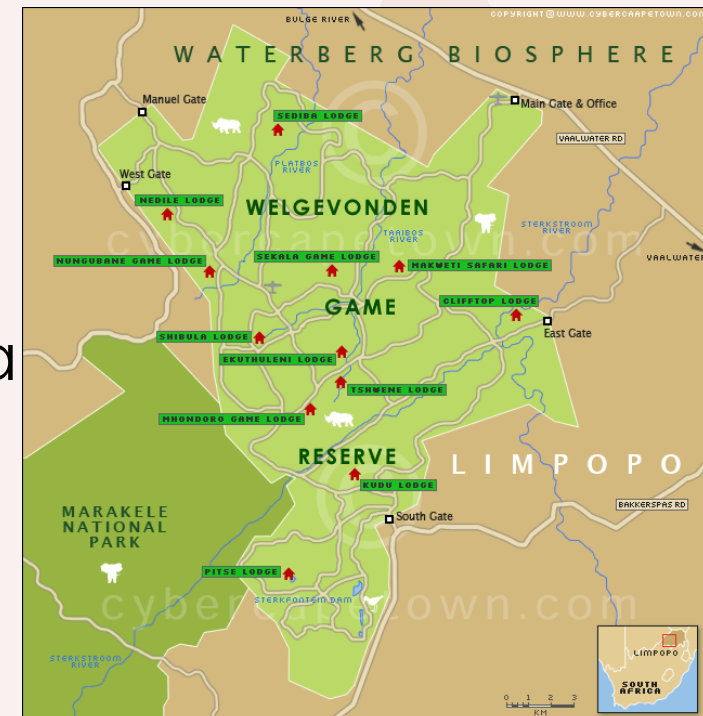 COPYRIGHT © WWW.CYBERCAPETOWN.COM
BULGE RIVER
WATERBERG BIOSPHERE
Manuel Gate
Main Gate & Office
SEDIBA LODGE
VAALWATER RD
PLATBOS
RIVER
West Gate
NEDILE LODGE
WELGEVONDEN
STERKSTROOM
RIVER
TAAIBOS
RIVER
cybercapetown.com
VAALWATER
NUNGUBANE GAME LODGE
SEKALA GAME LODGE
MAKWETI SAFARI LODGE
GAME
CLIFFTOP LODGE
East Gate
SHIBULA LODGE
EKUTHULENI LODGE
a
TSHWENE LODGE
MHONDORO GAME LODGE
RESERVE
LIMPOPO
KUDU LODGE
MARAKELE
NATIONAL
PARK
South Gate
BAKKERSPAS RD
PITSE LODGE
STERKFONTEIN DAM
cybercapetown.com
STERKSTROOM
RIVER
LIMPOPO
SOUTH
AFRICA
0 1 2 3
KM